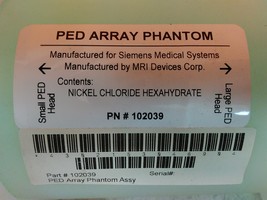 PED ARRAY PHANTOM
Manufactured for Siemens Medical Systems
Manufactured by MRI Devices Corp.
Contents:
NICKEL CHLORIDE HEXAHYDRATE
PN # 102039
Small PED
Head
Large PED
Head
Part # 102039
Serial#:
PED Array Phantom Assy